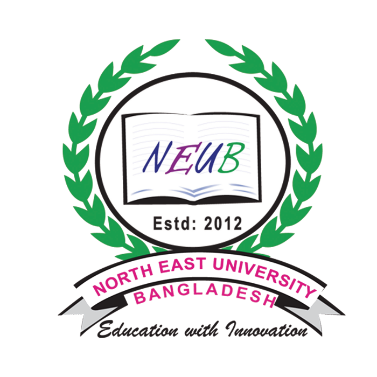 NEUB
Estd: 2012
NORTH EAST UNIVERSITY
BANGLADESH
Education with Innovation